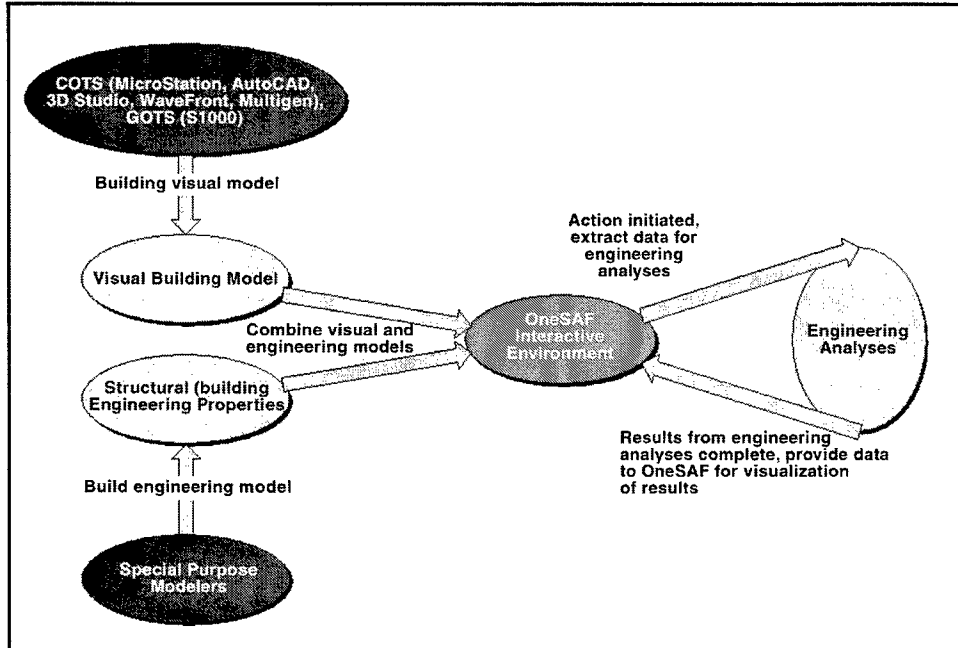 COTS (MicroStation, AutoCAD,
3D Studio, WaveFront, Multigen),
GOTS (S1000)
Building visual model
Visual Building Model
Combine visual and
engineering models
Structural (building
Engineering Properties
Build engineering model
Special Purpose
Modelers
OneSAF
Interactive
Environment
Action initiated,
extract data for
engineering
analyses
Engineering
Analyses
Results from engineering
analyses complete, provide data
to OneSAF for visualization
of results